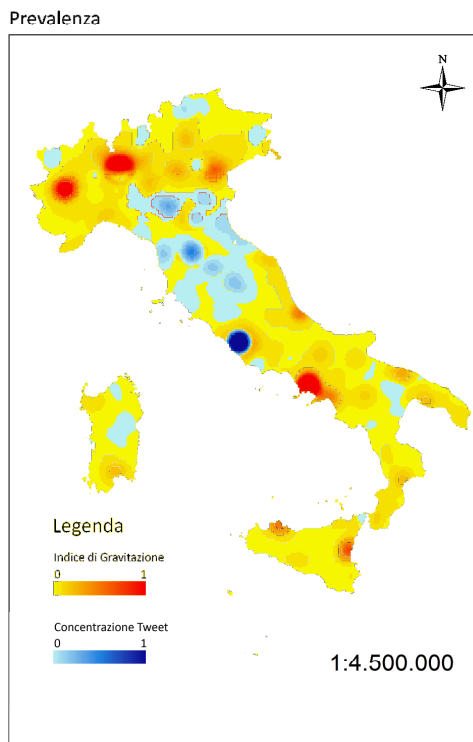 Prevalenza
N
Legenda
Indice di Gravitazione
0 1
Concentrazione Tweet
0 1
1:4.500.000